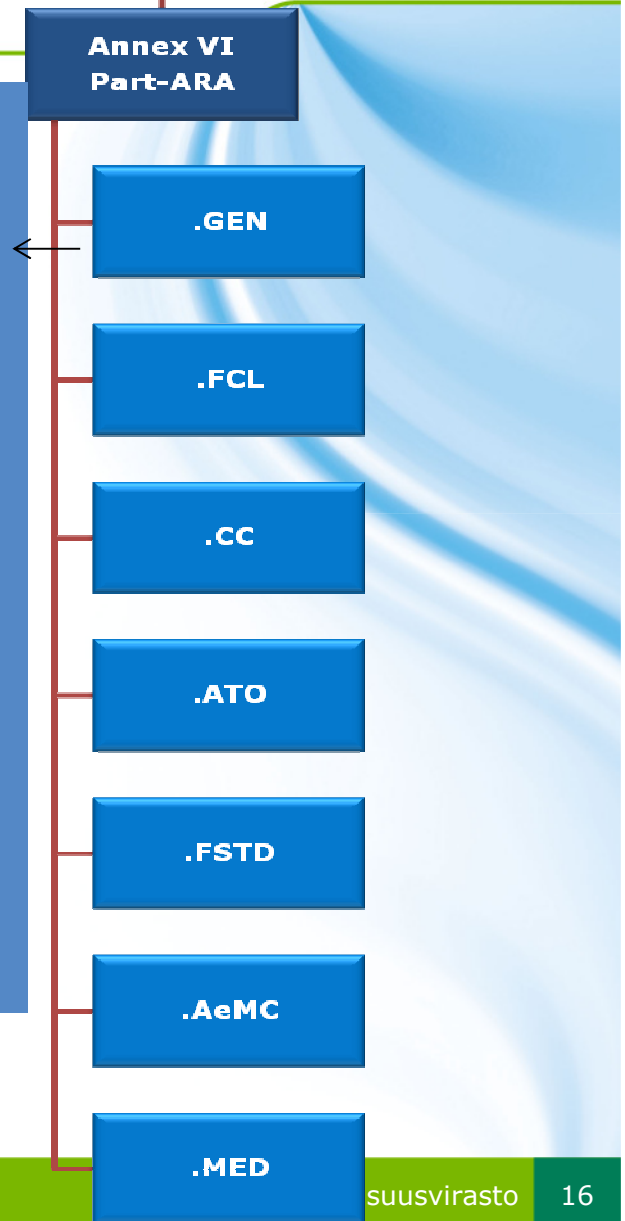 Annex VI
Part-ARA
.GEN
.FCL
.CC
.ATO
.FSTD
.AeMC
.MED
suusvirasto 16